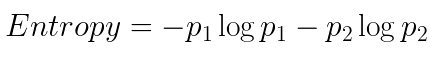 Entropy = −p₁ log p₁ − p₂ log p₂